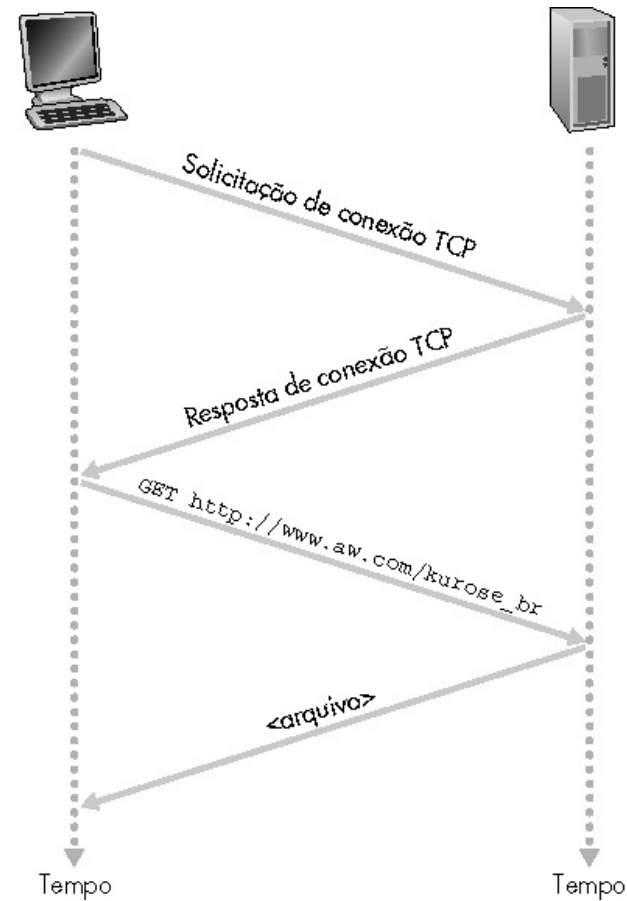 Solicitação de conexão TCP
Resposta de conexão TCP
GET http://www.aw.com/kurose_br
<arquivo>
Tempo
Tempo